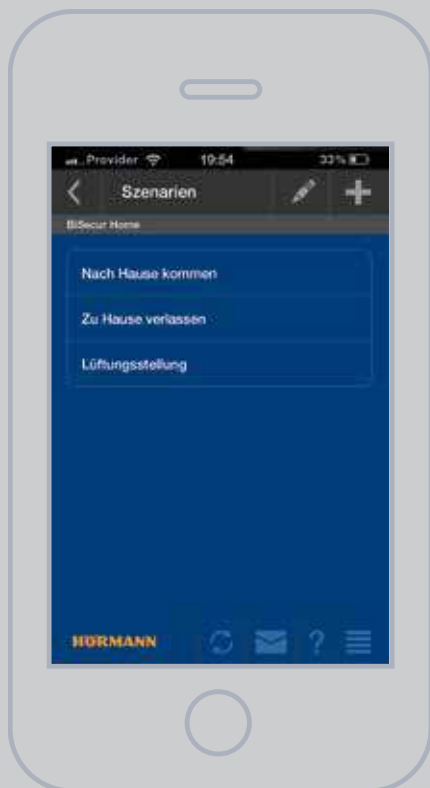 Provider 19:54 33%
Szenarien
BiSecur Home
Nach Hause kommen
Zu Hause verlassen
Lüftungsstellung
HÖRMANN ?